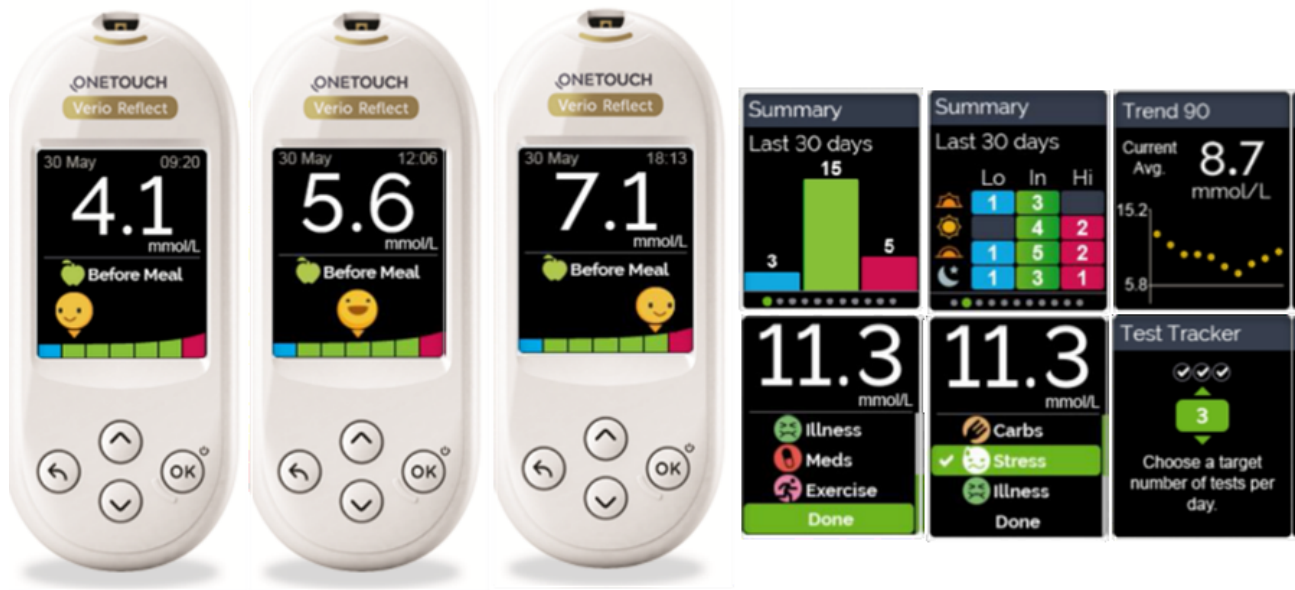 ONETOUCH
Verio Reflect
30 May 09:20
4.1
mmol/L
Before Meal
OK
ONETOUCH
Verio Reflect
30 May 12:06
5.6
mmol/L
Before Meal
OK
ONETOUCH
Verio Reflect
30 May 18:13
7.1
mmol/L
Before Meal
OK
Summary
Last 30 days
15
3
5
Summary
Last 30 days
Lo In Hi
1 3
4 2
1 5 2
1 3 1
Trend 90
Current
Avg.
8.7
mmol/L
15.2
5.8
11.3
mmol/L
Illness
Meds
Exercise
Done
11.3
mmol/L
Carbs
Stress
Illness
Done
Test Tracker
3
Choose a target
number of tests per
day.